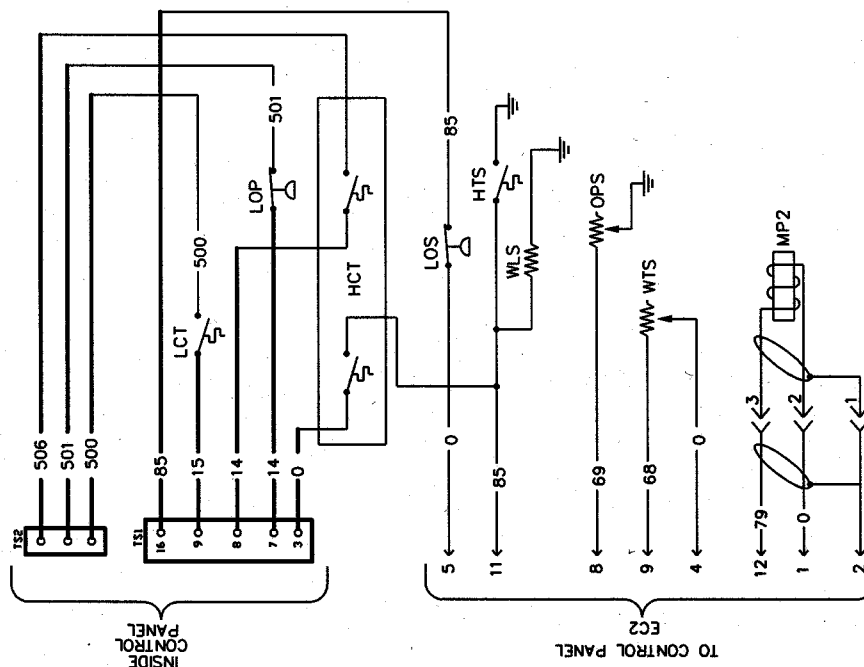 506
501
500
TS2
85
15
14
14
0
TS1
16
9
8
7
3
INSIDE
CONTROL
PANEL
LCT
500
LOP
501
HCT
85
LOS
HTS
WLS
OPS
WTS
MP2
5
0
11
85
8
69
9
68
4
0
12
79
3
1
0
2
2
1
TO CONTROL PANEL
EC2